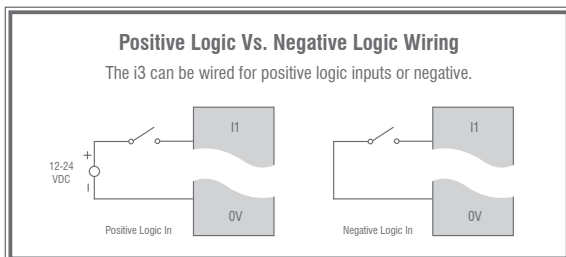 Positive Logic Vs. Negative Logic Wiring
The i3 can be wired for positive logic inputs or negative.
I1
+
12-24
VDC
–
0V
Positive Logic In
I1
0V
Negative Logic In